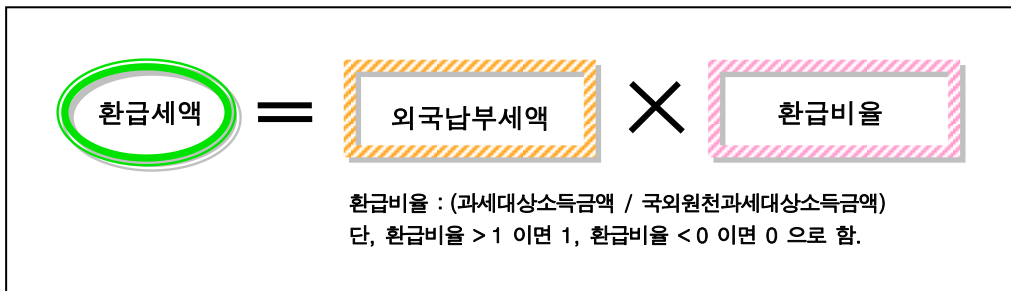 환급세액 = 외국납부세액 × 환급비율
환급비율 : (과세대상소득금액 / 국외원천과세대상소득금액)
단, 환급비율 > 1 이면 1, 환급비율 < 0 이면 0 으로 함.